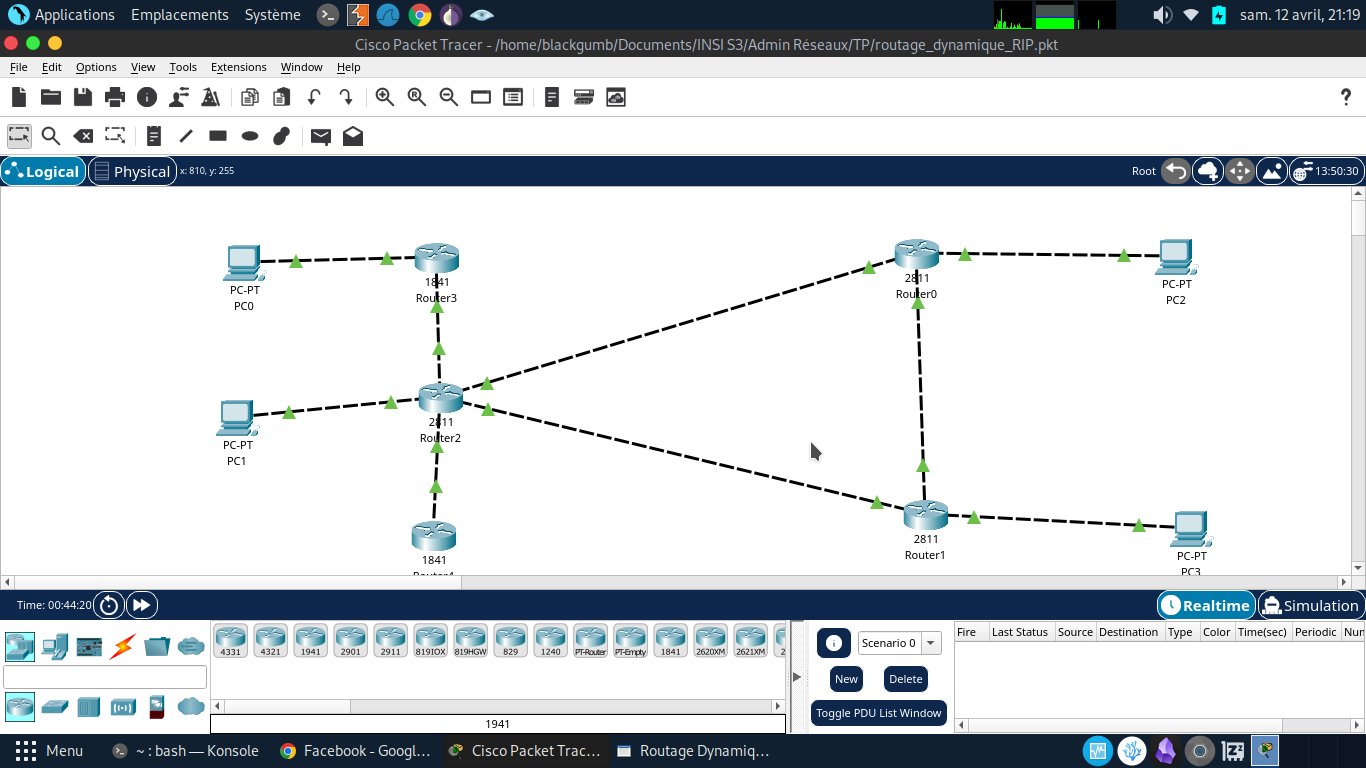 Applications Emplacements Système sam. 12 avril, 21:19
Cisco Packet Tracer - /home/blackgumb/Documents/INSI S3/Admin Réseaux/TP/routage_dynamique_RIP.pkt
File Edit Options View Tools Extensions Window Help
Logical Physical x: 810, y: 255 Root 13:50:30
PC-PT
PC0
1841
Router3
2811
Router0
PC-PT
PC2
PC-PT
PC1
2811
Router2
1841
Router4
2811
Router1
PC-PT
PC3
Time: 00:44:20 Realtime Simulation
4331 4321 1941 2901 2911 819IOX 819HGW 829 1240 PT-Router PT-Empty 1841 2620XM 2621XM 2
1941
Scenario 0
New Delete
Toggle PDU List Window
Fire Last Status Source Destination Type Color Time(sec) Periodic Num
Menu ~ : bash — Konsole Facebook - Googl... Cisco Packet Trac... Routage Dynamiq...